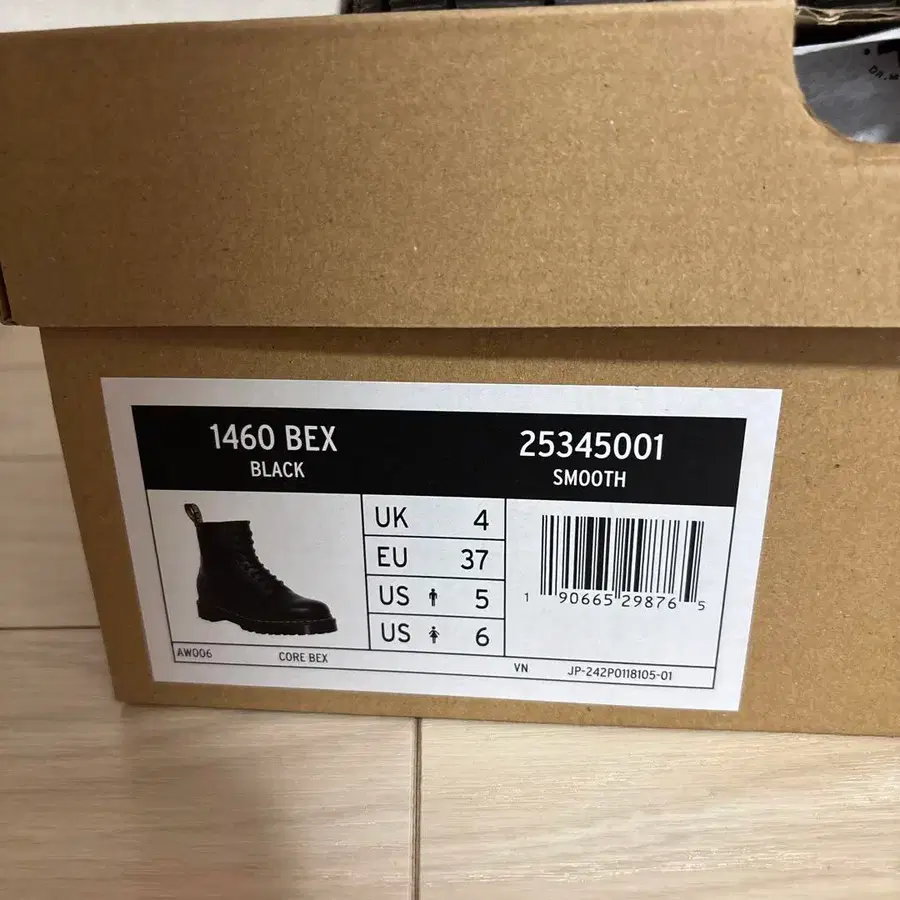 1460 BEX
BLACK
25345001
SMOOTH
UK 4
EU 37
US 5
US 6
1 90665 29876 5
AW006
CORE BEX
VN
JP-242P0118105-01